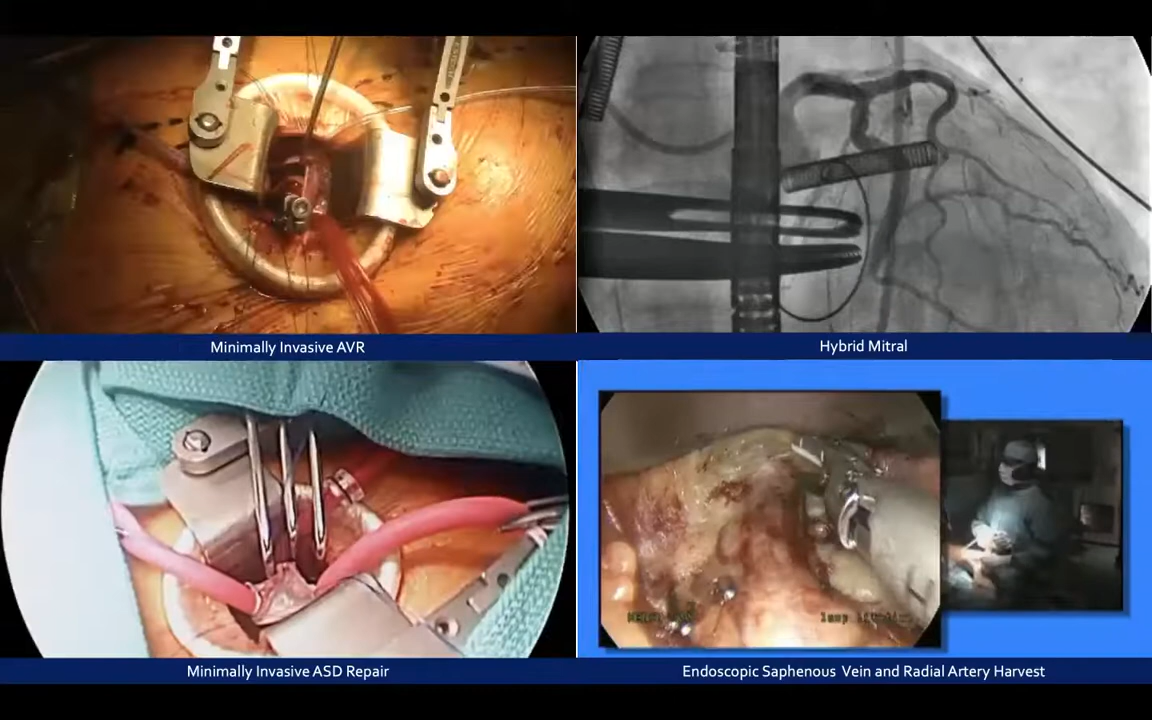 Minimally Invasive AVR
Hybrid Mitral
Minimally Invasive ASD Repair
Endoscopic Saphenous Vein and Radial Artery Harvest